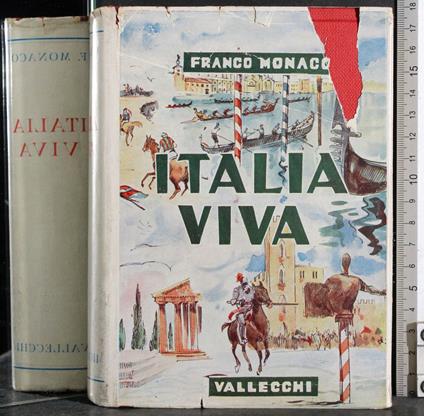 FRANCO MONACO
ITALIA
VIVA
VALLECCHI
F. MONACO
ITALIA
VIVA
VALLECCHI